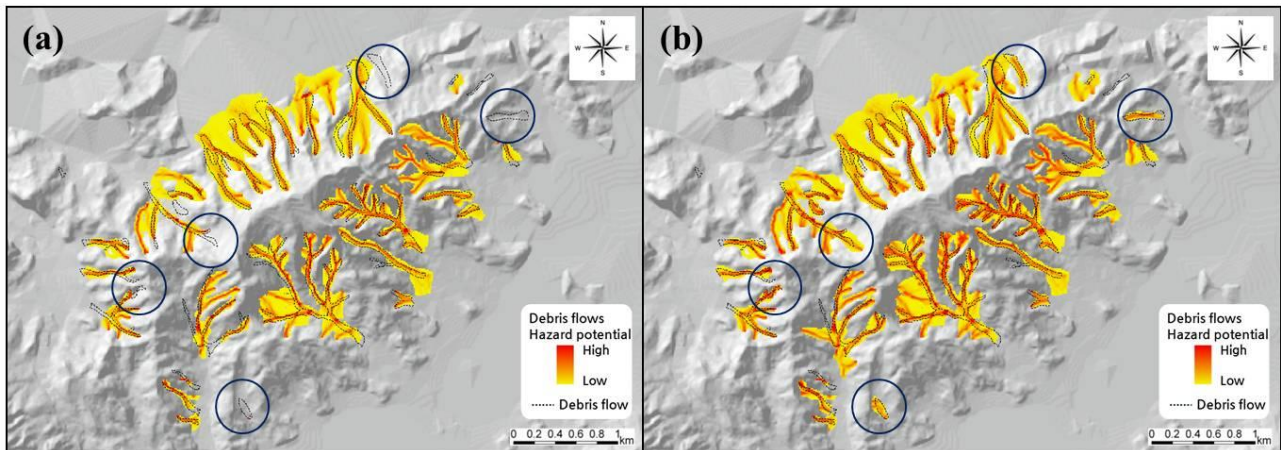 (a)
N
W E
S
Debris flows
Hazard potential
High
Low
Debris flow
0 0.2 0.4 0.6 0.8 1
km
(b)
N
W E
S
Debris flows
Hazard potential
High
Low
Debris flow
0 0.2 0.4 0.6 0.8 1
km